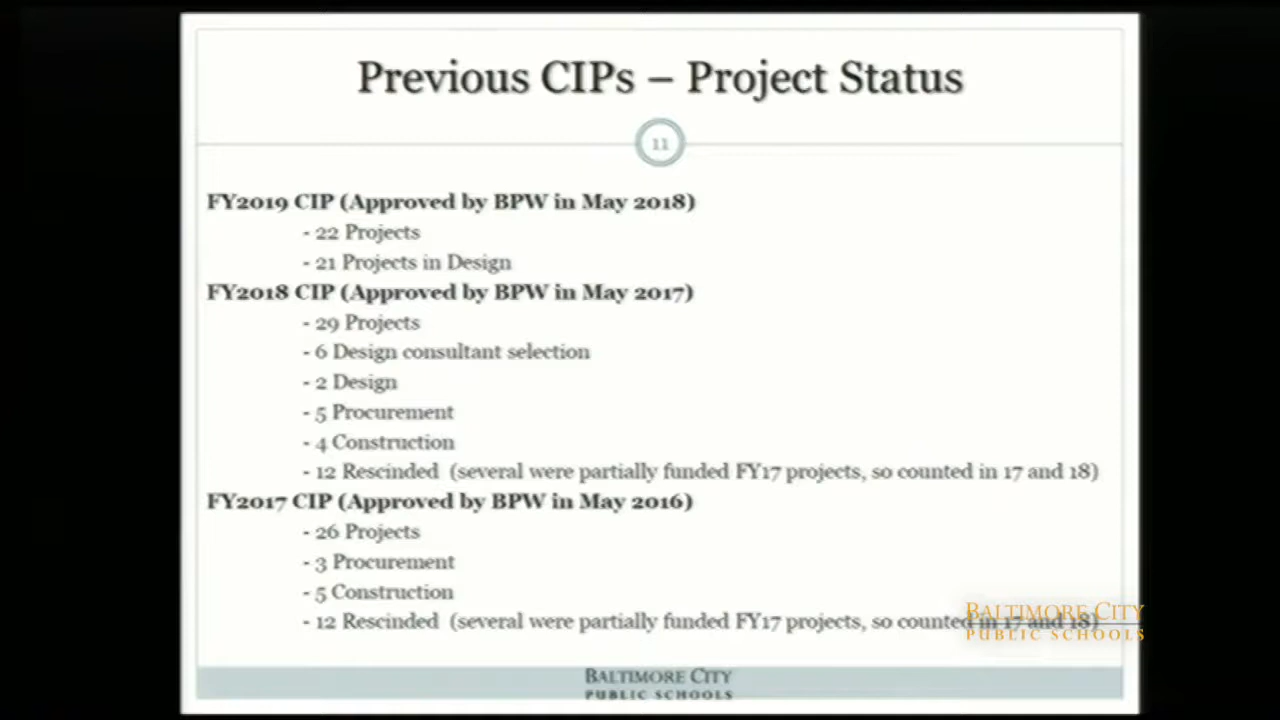 Previous CIPs – Project Status
11
FY2019 CIP (Approved by BPW in May 2018)
- 22 Projects
- 21 Projects in Design
FY2018 CIP (Approved by BPW in May 2017)
- 29 Projects
- 6 Design consultant selection
- 2 Design
- 5 Procurement
- 4 Construction
- 12 Rescinded (several were partially funded FY17 projects, so counted in 17 and 18)
FY2017 CIP (Approved by BPW in May 2016)
- 26 Projects
- 3 Procurement
- 5 Construction
- 12 Rescinded (several were partially funded FY17 projects, so counted in 17 and 18)
BALTIMORE CITY
PUBLIC SCHOOLS
BALTIMORE CITY
PUBLIC SCHOOLS